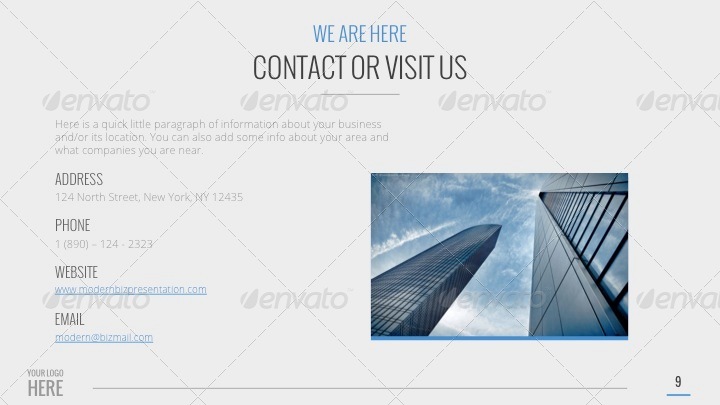 WE ARE HERE
CONTACT OR VISIT US
envato envato envato envato
Here is a quick little paragraph of information about your business
and/or its location. You can also add some info about your area and
what companies you are near.
ADDRESS
124 North Street, New York, NY 12435
PHONE
1 (890) – 124 - 2323
WEBSITE
www.modernbizpresentation.com
envato envato envato envato
EMAIL
modern@bizmail.com
YOUR LOGO
HERE
9